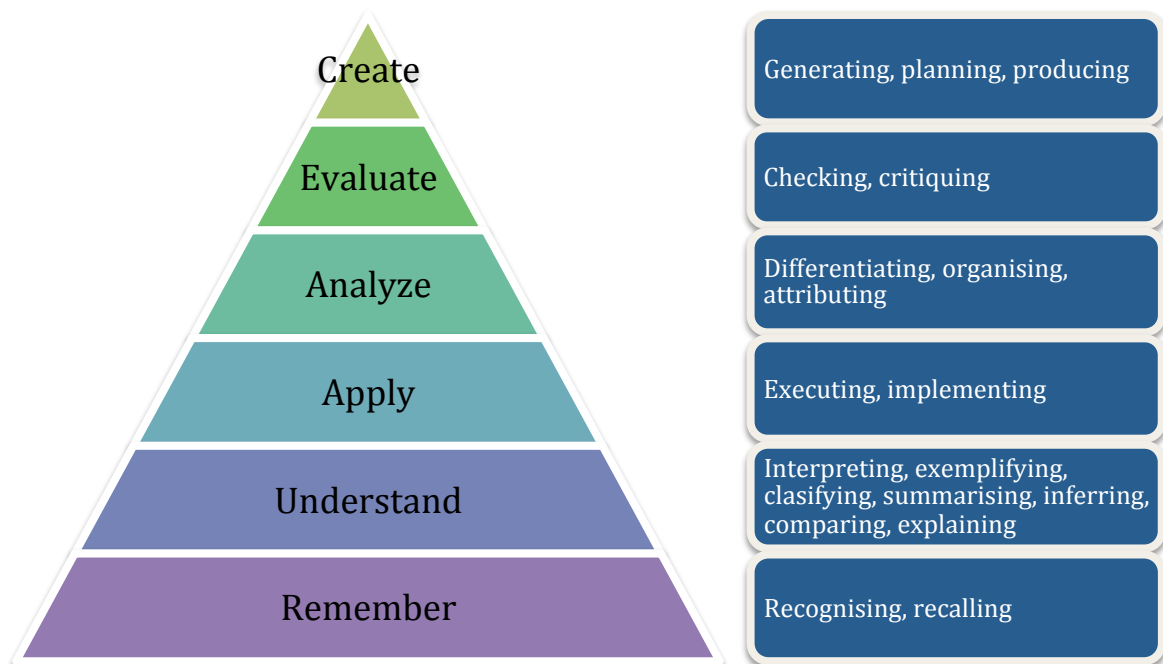 Create
Generating, planning, producing
Evaluate
Checking, critiquing
Analyze
Differentiating, organising,
attributing
Apply
Executing, implementing
Understand
Interpreting, exemplifying,
clasifying, summarising, inferring,
comparing, explaining
Remember
Recognising, recalling